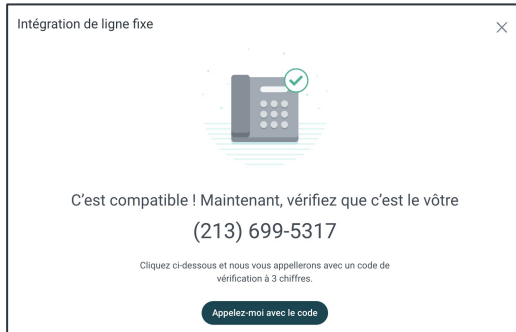 Intégration de ligne fixe
C'est compatible ! Maintenant, vérifiez que c'est le vôtre
(213) 699-5317
Cliquez ci-dessous et nous vous appellerons avec un code de
vérification à 3 chiffres.
Appelez-moi avec le code